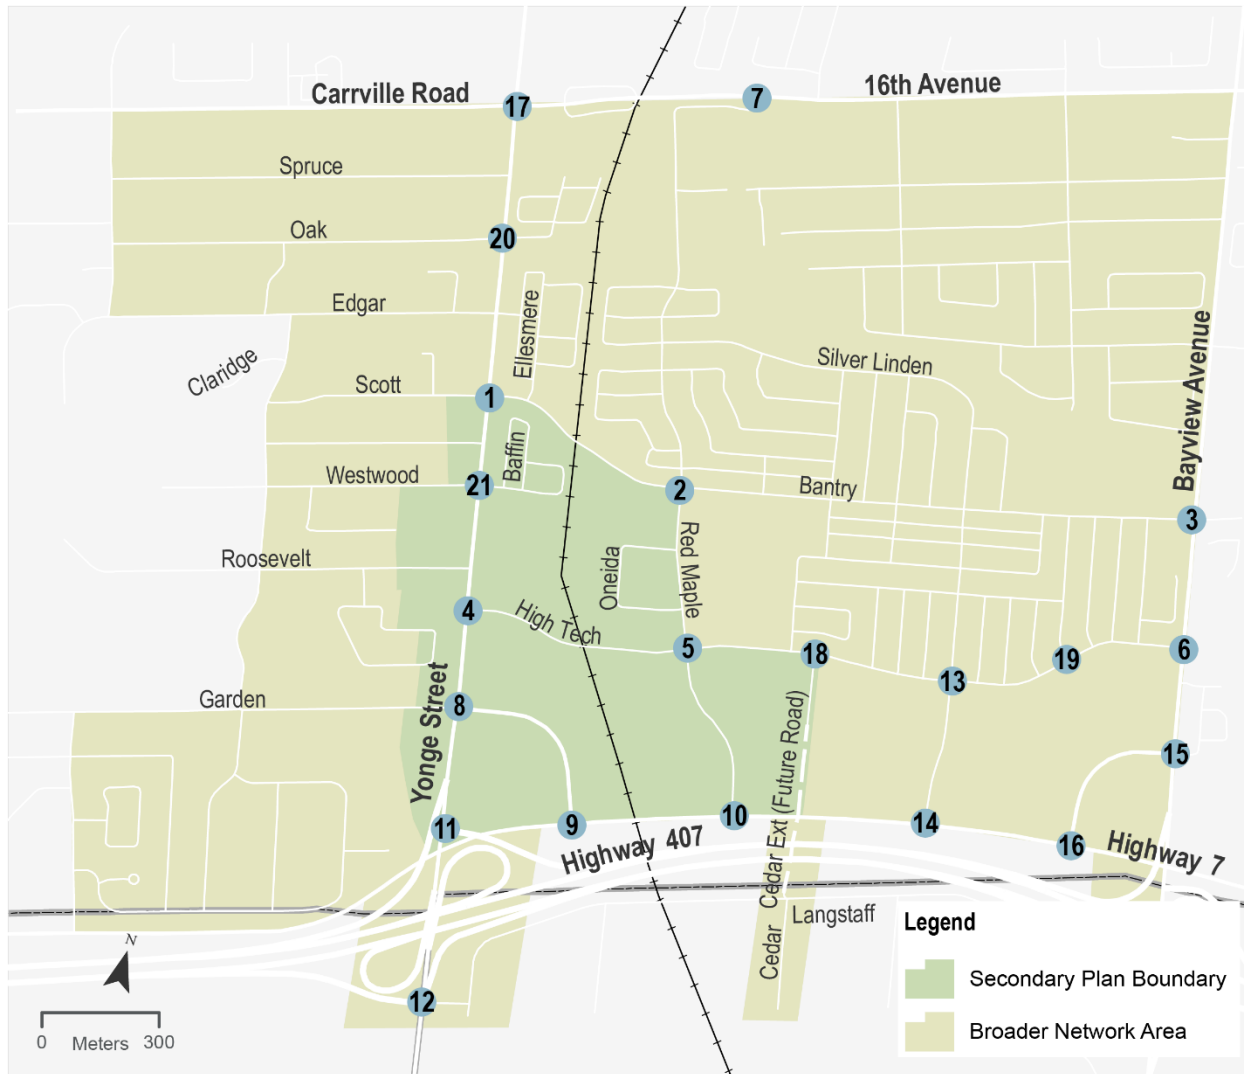 Carrville Road
17
7
16th Avenue
Spruce
Oak
20
Edgar
Ellesmere
Claridge
Scott
1
Silver Linden
Bayview Avenue
Westwood
21
Baffin
2
Bantry
3
Roosevelt
Oneida
Red Maple
4
High Tech
5
18
19
6
13
Garden
8
Yonge Street
Cedar Ext (Future Road)
15
11
9
10
14
16
Highway 407
Highway 7
Cedar
Langstaff
12
N
0 Meters 300
Legend
Secondary Plan Boundary
Broader Network Area